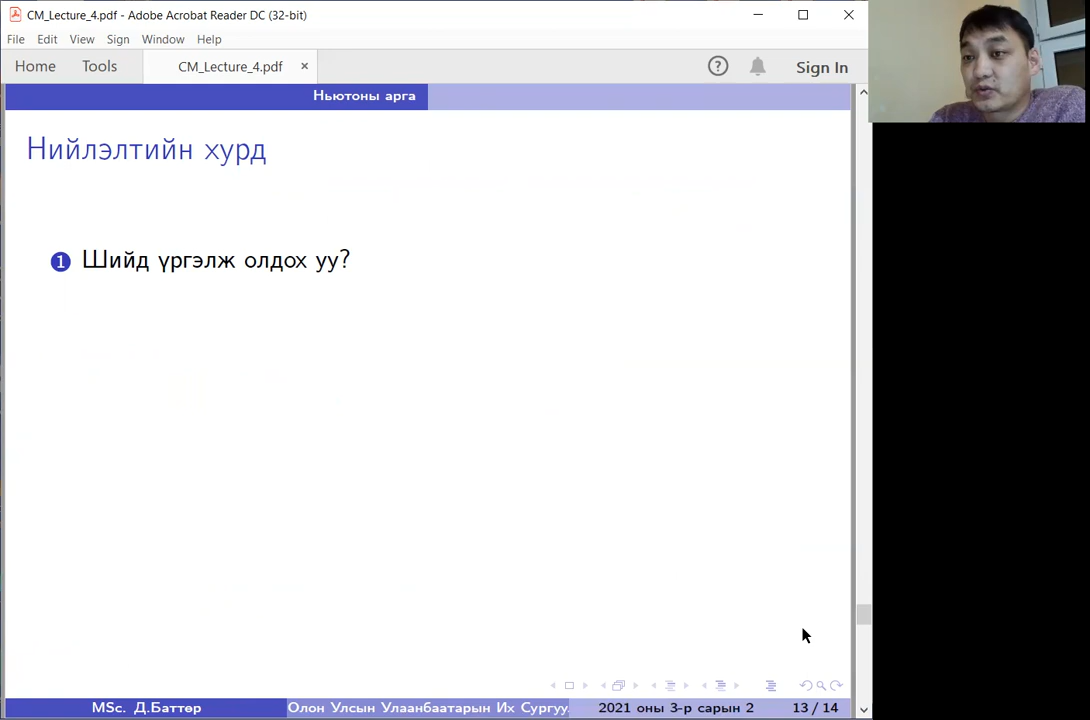 CM_Lecture_4.pdf - Adobe Acrobat Reader DC (32-bit)
File Edit View Sign Window Help
Home Tools CM_Lecture_4.pdf × Sign In
Ньютоны арга
Нийлэлтийн хурд
1 Шийд үргэлж олдох уу?
MSc. Д.Баттөр Олон Улсын Улаанбаатарын Их Сургуу. 2021 оны 3-р сарын 2 13 / 14